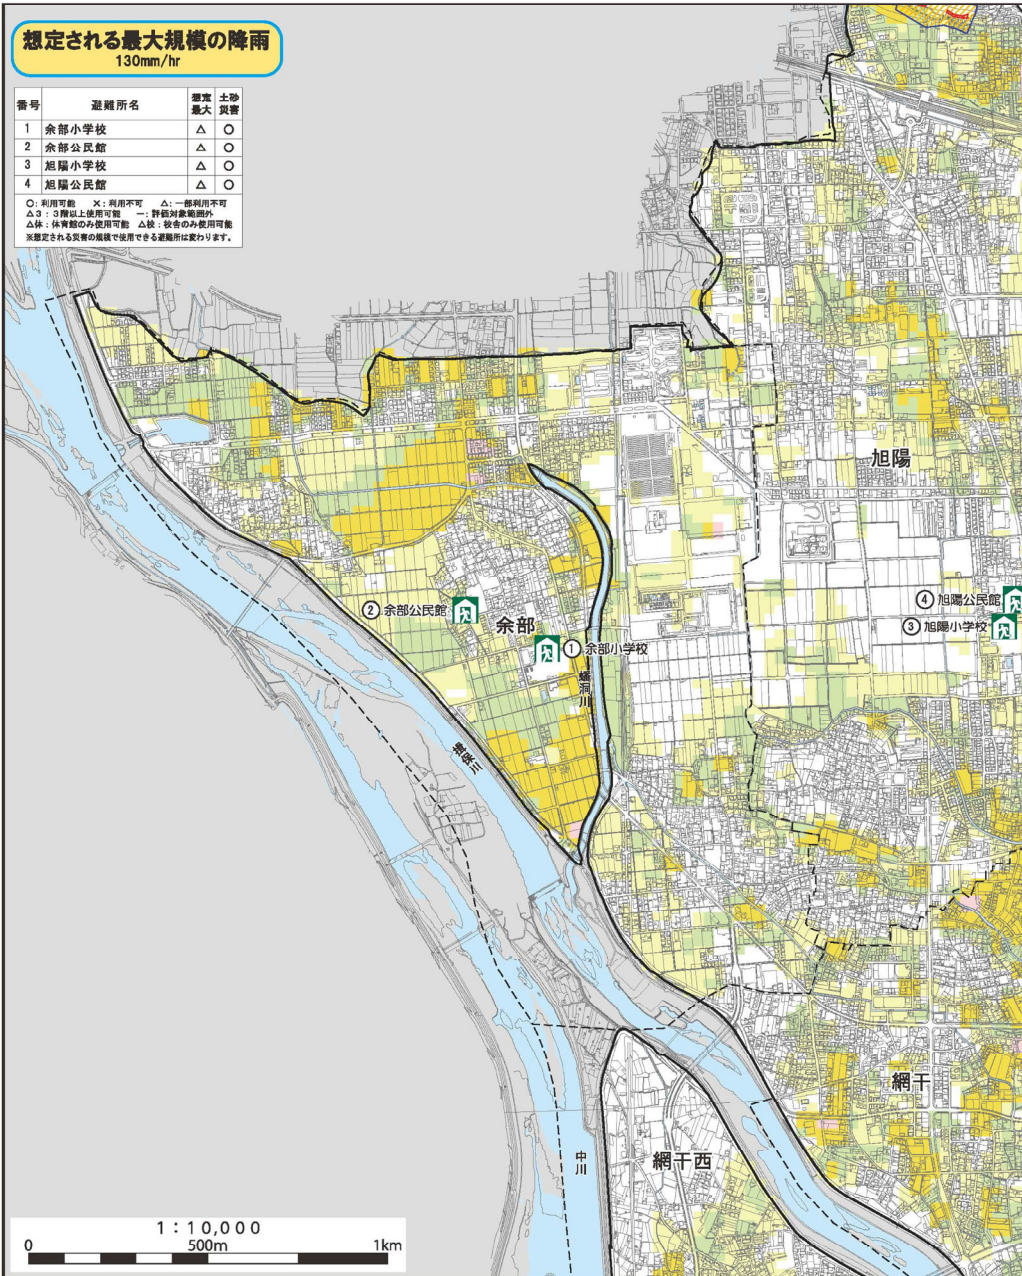 想定される最大規模の降雨
130mm/hr
番号 避難所名 想定最大 土砂災害
1 余部小学校 △ ○
2 余部公民館 △ ○
3 旭陽小学校 △ ○
4 旭陽公民館 △ ○
○：利用可能 ×：利用不可 △：一部利用不可
△3：3階以上使用可能 ー：評価対象範囲外
△体：体育館のみ使用可能 △校：校舎のみ使用可能
※想定される災害の規模で使用できる避難所は変わります。
旭陽
④ 旭陽公民館
② 余部公民館
余部
③ 旭陽小学校
① 余部小学校
蟠洞川
揖保川
網干
中川
網干西
1：10,000
0 500m 1km